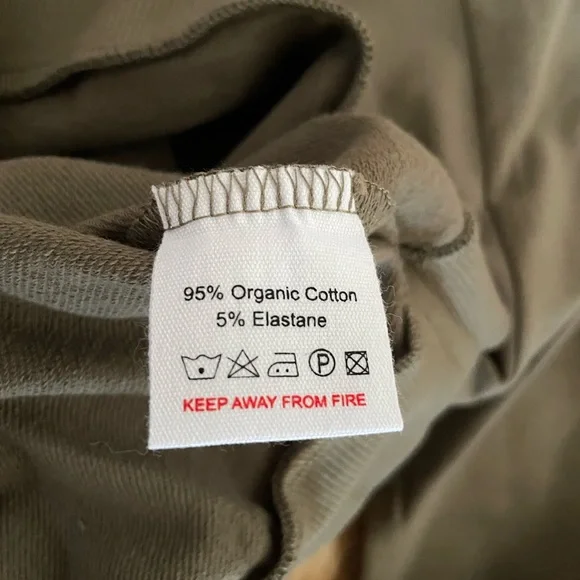 95% Organic Cotton
5% Elastane
P
KEEP AWAY FROM FIRE